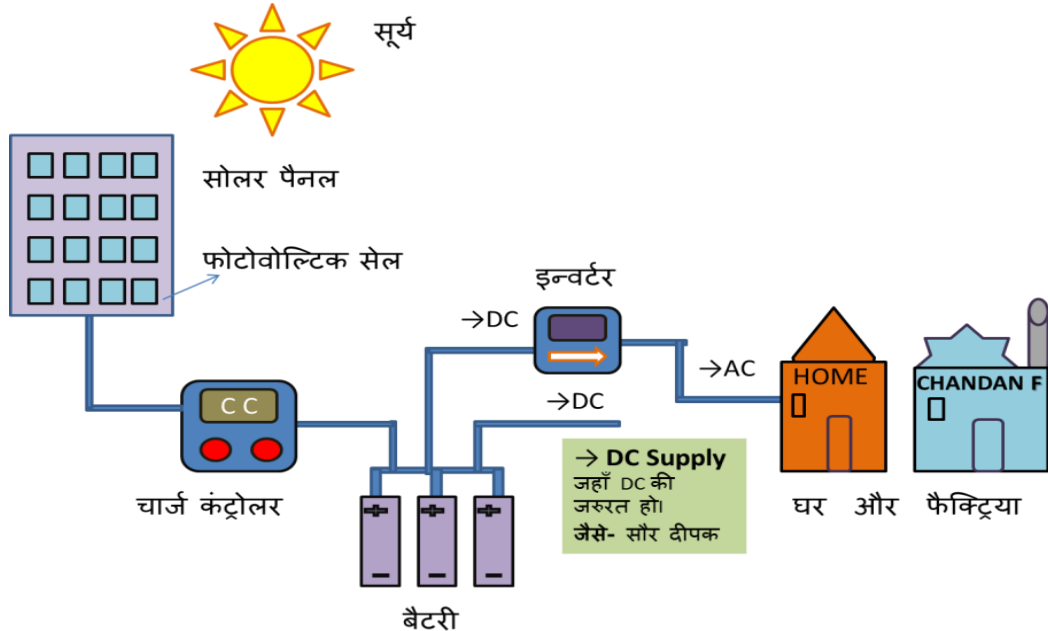 सूर्य
सोलर पैनल
फोटोवोल्टिक सेल
इन्वर्टर
→DC
→AC
HOME
CHANDAN F
C C
→DC
→ DC Supply
जहाँ DC की
जरुरत हो।
जैसे- सौर दीपक
चार्ज कंट्रोलर
घर और फैक्ट्रिया
+ + +
− − −
बैटरी